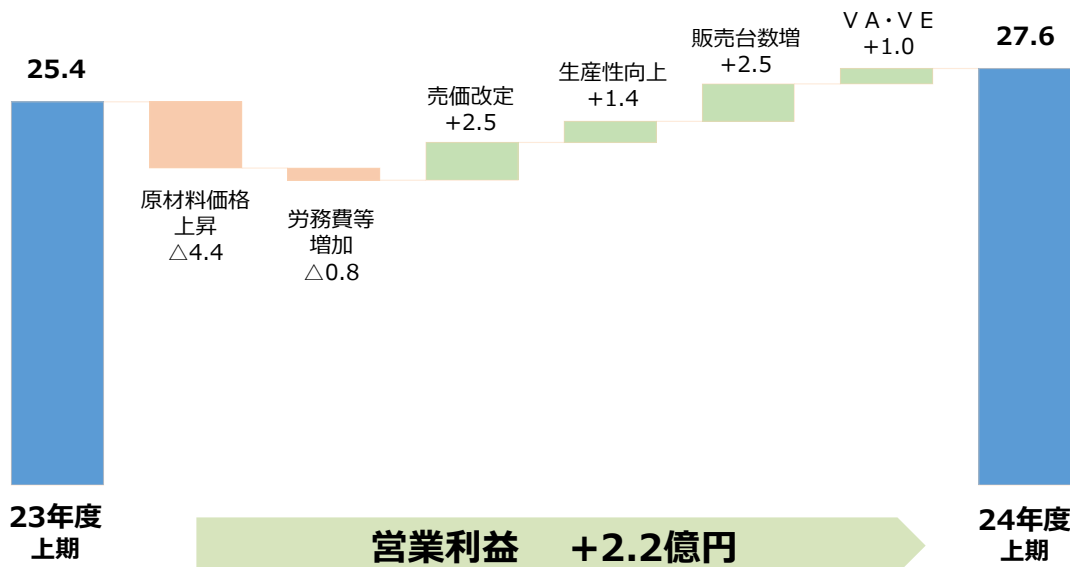 25.4
原材料価格
上昇
△4.4
労務費等
増加
△0.8
売価改定
+2.5
生産性向上
+1.4
販売台数増
+2.5
ＶＡ・ＶＥ
+1.0
27.6
23年度
上期
営業利益　+2.2億円
24年度
上期